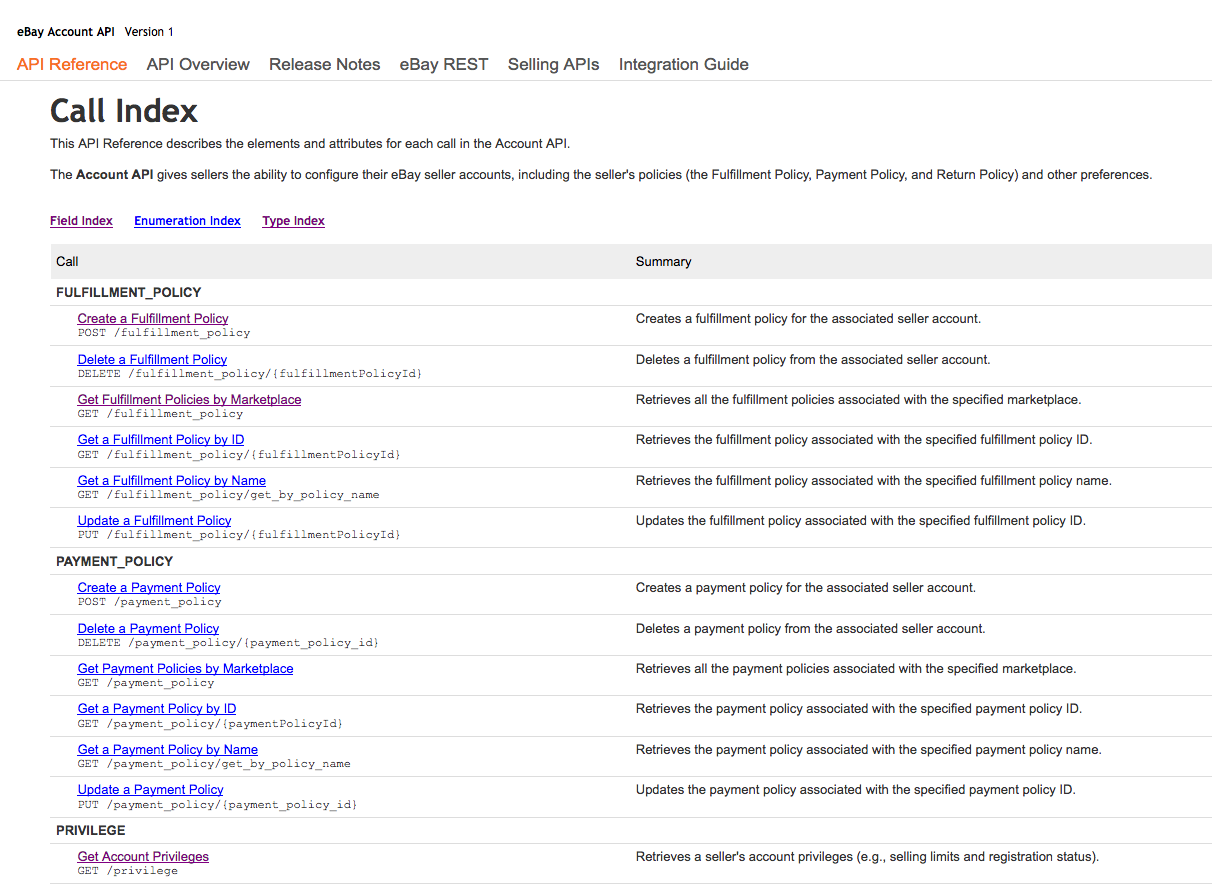 eBay Account API Version 1
API Reference API Overview Release Notes eBay REST Selling APIs Integration Guide
Call Index
This API Reference describes the elements and attributes for each call in the Account API.
The Account API gives sellers the ability to configure their eBay seller accounts, including the seller's policies (the Fulfillment Policy, Payment Policy, and Return Policy) and other preferences.
Field Index Enumeration Index Type Index
Call Summary
FULFILLMENT_POLICY
Create a Fulfillment Policy Creates a fulfillment policy for the associated seller account.
POST /fulfillment_policy
Delete a Fulfillment Policy Deletes a fulfillment policy from the associated seller account.
DELETE /fulfillment_policy/{fulfillmentPolicyId}
Get Fulfillment Policies by Marketplace Retrieves all the fulfillment policies associated with the specified marketplace.
GET /fulfillment_policy
Get a Fulfillment Policy by ID Retrieves the fulfillment policy associated with the specified fulfillment policy ID.
GET /fulfillment_policy/{fulfillmentPolicyId}
Get a Fulfillment Policy by Name Retrieves the fulfillment policy associated with the specified fulfillment policy name.
GET /fulfillment_policy/get_by_policy_name
Update a Fulfillment Policy Updates the fulfillment policy associated with the specified fulfillment policy ID.
PUT /fulfillment_policy/{fulfillmentPolicyId}
PAYMENT_POLICY
Create a Payment Policy Creates a payment policy for the associated seller account.
POST /payment_policy
Delete a Payment Policy Deletes a payment policy from the associated seller account.
DELETE /payment_policy/{payment_policy_id}
Get Payment Policies by Marketplace Retrieves all the payment policies associated with the specified marketplace.
GET /payment_policy
Get a Payment Policy by ID Retrieves the payment policy associated with the specified payment policy ID.
GET /payment_policy/{paymentPolicyId}
Get a Payment Policy by Name Retrieves the payment policy associated with the specified payment policy name.
GET /payment_policy/get_by_policy_name
Update a Payment Policy Updates the payment policy associated with the specified payment policy ID.
PUT /payment_policy/{payment_policy_id}
PRIVILEGE
Get Account Privileges Retrieves a seller's account privileges (e.g., selling limits and registration status).
GET /privilege